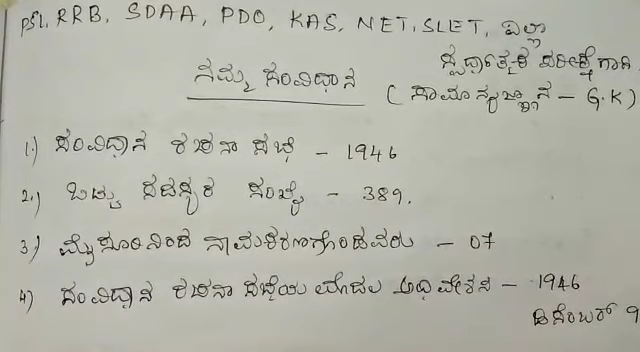 PSI, RRB, SDAA, PDO, KAS, NET, SLET, ಎಲ್ಲಾ
ಸ್ಪರ್ಧಾತ್ಮಕ ಪರೀಕ್ಷೆಗಾಗಿ
ನಮ್ಮ ಸಂವಿಧಾನ
(ಸಾಮಾನ್ಯಜ್ಞಾನ - G.K)
1.) ಸಂವಿಧಾನ ರಚನಾ ಸಭೆ - 1946
2.) ಒಟ್ಟು ಸದಸ್ಯರ ಸಂಖ್ಯೆ - 389.
3) ಮೈಸೂರಿನಿಂದ ನಾಮಕರಣಗೊಂಡವರು - 07
4) ಸಂವಿಧಾನ ರಚನಾ ಸಭೆಯ ಮೊದಲ ಅಧಿವೇಶನ - 1946
ಡಿಸೆಂಬರ್ 9